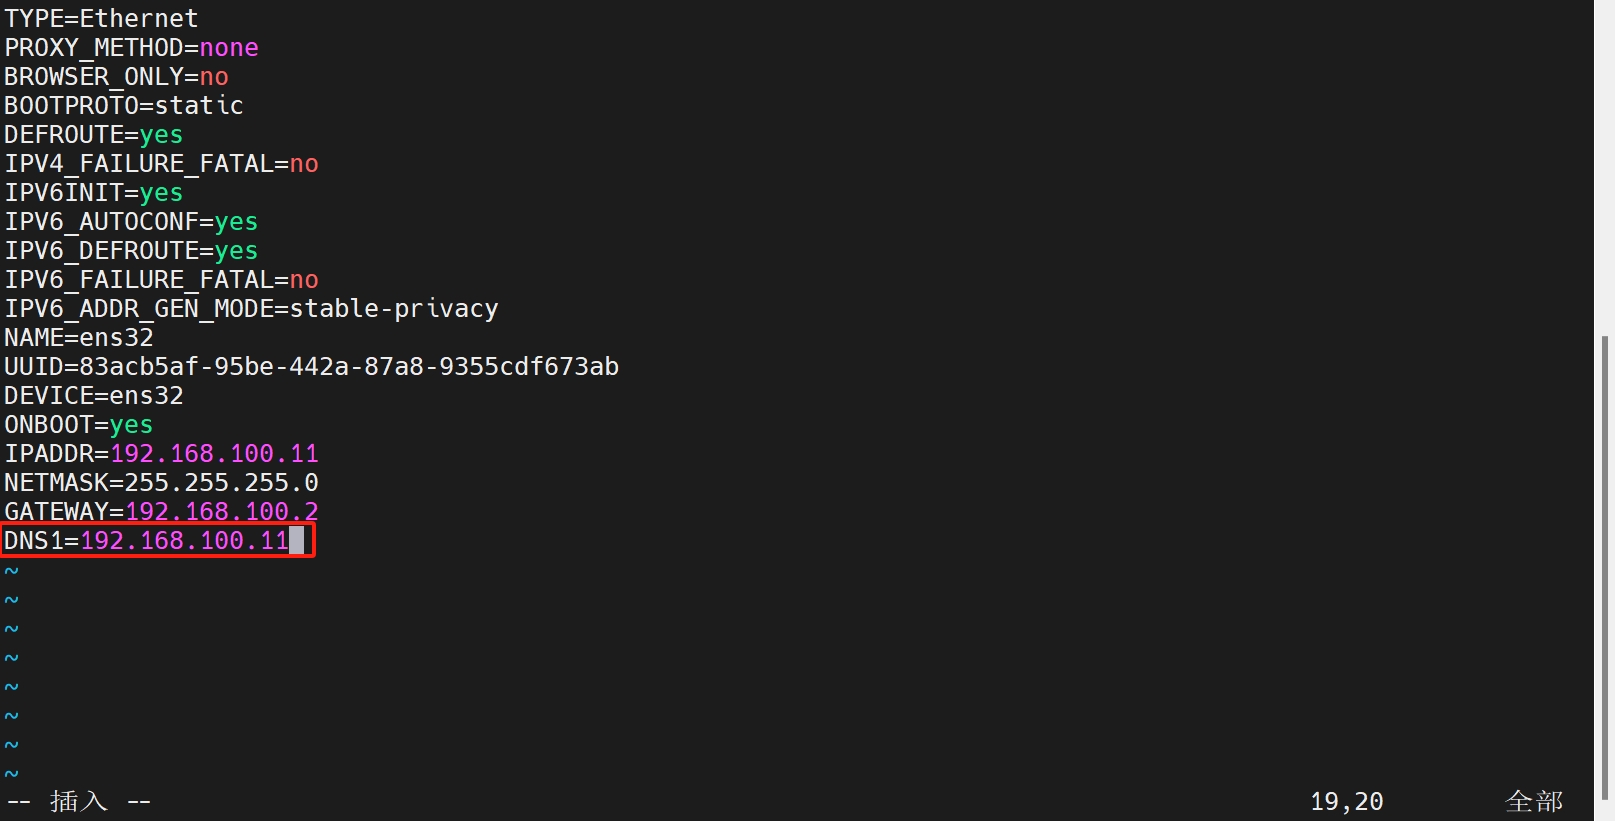 TYPE=Ethernet
PROXY_METHOD=none
BROWSER_ONLY=no
BOOTPROTO=static
DEFROUTE=yes
IPV4_FAILURE_FATAL=no
IPV6INIT=yes
IPV6_AUTOCONF=yes
IPV6_DEFROUTE=yes
IPV6_FAILURE_FATAL=no
IPV6_ADDR_GEN_MODE=stable-privacy
NAME=ens32
UUID=83acb5af-95be-442a-87a8-9355cdf673ab
DEVICE=ens32
ONBOOT=yes
IPADDR=192.168.100.11
NETMASK=255.255.255.0
GATEWAY=192.168.100.2
DNS1=192.168.100.11
~
~
~
~
~
~
~
~
-- 插入 -- 19,20 全部